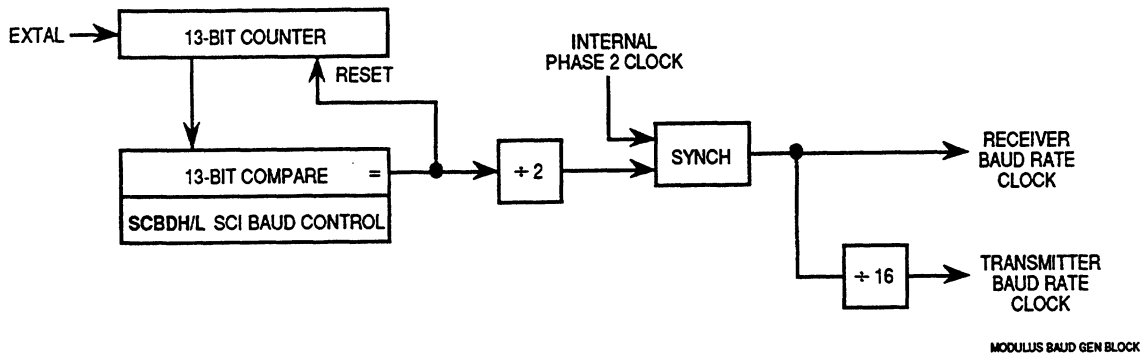 EXTAL
13-BIT COUNTER
RESET
INTERNAL
PHASE 2 CLOCK
13-BIT COMPARE =
SCBDH/L SCI BAUD CONTROL
÷ 2
SYNCH
RECEIVER
BAUD RATE
CLOCK
÷ 16
TRANSMITTER
BAUD RATE
CLOCK
MODULUS BAUD GEN BLOCK